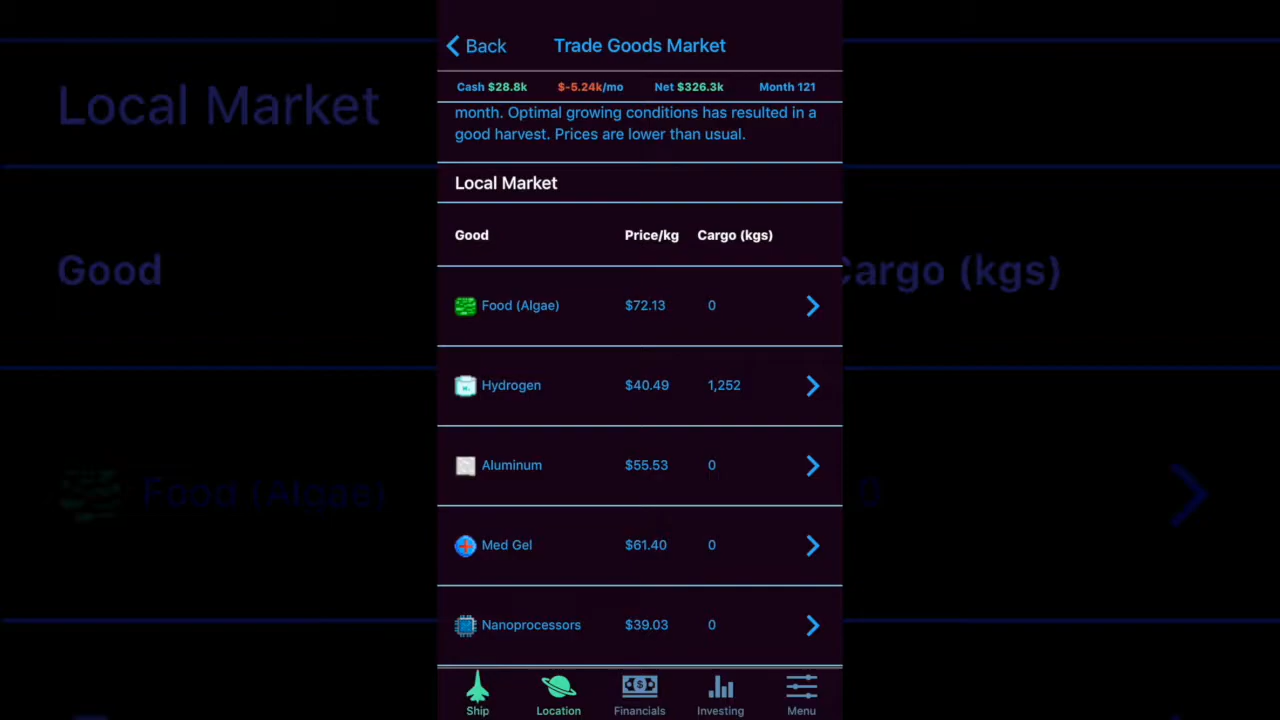 Back Trade Goods Market
Cash $28.8k $-5.24k/mo Net $326.3k Month 121
month. Optimal growing conditions has resulted in a
good harvest. Prices are lower than usual.
Local Market
Good Price/kg Cargo (kgs)
Food (Algae) $72.13 0
Hydrogen $40.49 1,252
Aluminum $55.53 0
Med Gel $61.40 0
Nanoprocessors $39.03 0
Ship Location Financials Investing Menu
Local Market
Good Cargo (kgs)
Food (Algae) 0